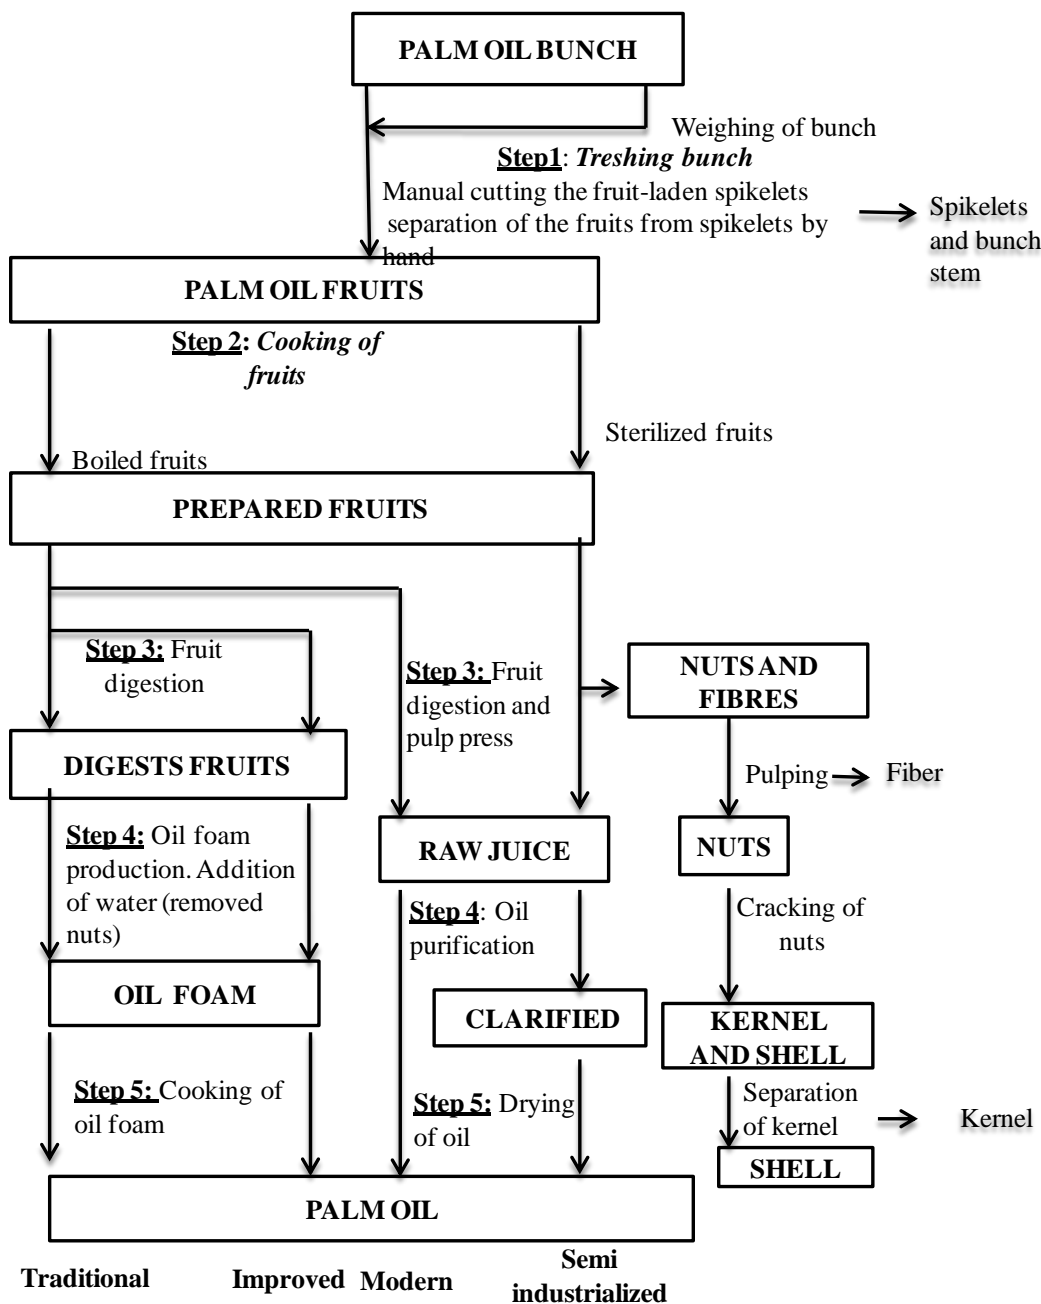 PALM OIL BUNCH
Weighing of bunch
Step1: Treshing bunch
Manual cutting the fruit-laden spikelets
separation of the fruits from spikelets by
hand
Spikelets
and bunch
stem
PALM OIL FRUITS
Step 2: Cooking of
fruits
Sterilized fruits
Boiled fruits
PREPARED FRUITS
Step 3: Fruit
digestion
Step 3: Fruit
digestion and
pulp press
NUTS AND
FIBRES
DIGESTS FRUITS
Pulping
Fiber
Step 4: Oil foam
production. Addition
of water (removed
nuts)
RAW JUICE
NUTS
Step 4: Oil
purification
Cracking of
nuts
OIL FOAM
CLARIFIED
KERNEL
AND SHELL
Step 5: Cooking of
oil foam
Step 5: Drying
of oil
Separation
of kernel
Kernel
SHELL
PALM OIL
Traditional
Improved
Modern
Semi
industrialized